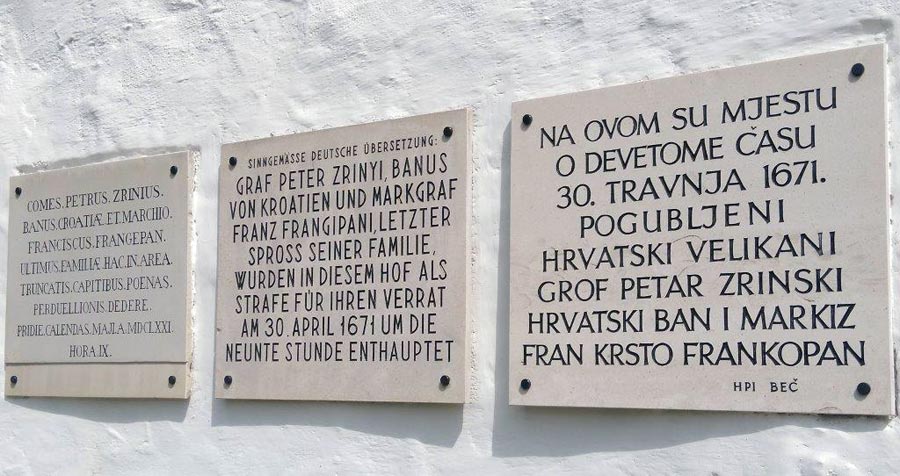 COMES.PETRUS.ZRINIUS.
BANUS.CROATIÆ.ET.MARCHIO.
FRANCISCUS.FRANGEPAN.
ULTIMUS.FAMILIÆ.HAC.IN.AREA.
TRUNCATIS.CAPITIBUS.POENAS.
PERDUELLIONIS.DEDERE.
PRIDIE.CALENDAS.MAJI.A.MDCLXXI.
HORA.IX.
SINNGEMÄSSE DEUTSCHE ÜBERSETZUNG:
GRAF PETER ZRINYI, BANUS
VON KROATIEN UND MARKGRAF
FRANZ FRANGIPANI, LETZTER
SPROSS SEINER FAMILIE,
WURDEN IN DIESEM HOF ALS
STRAFE FÜR IHREN VERRAT
AM 30. APRIL 1671 UM DIE
NEUNTE STUNDE ENTHAUPTET
NA OVOM SU MJESTU
O DEVETOME ČASU
30. TRAVNJA 1671.
POGUBLJENI
HRVATSKI VELIKANI
GROF PETAR ZRINSKI
HRVATSKI BAN I MARKIZ
FRAN KRSTO FRANKOPAN
HPI BEČ